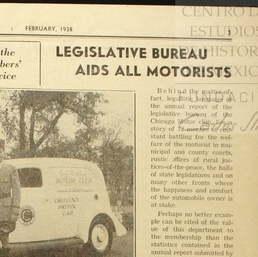 FEBRUARY, 1938
the
bers'
vice
LEGISLATIVE BUREAU
AIDS ALL MOTORISTS
Behind the matter-of-
fact, legalistic language of
the annual report of the
legislative bureau of the
Chicago Motor club lies a
story of 12 months of con-
stant battling for the wel-
fare of the motorist in mu-
nicipal and county courts,
rustic offices of rural jus-
tices-of-the-peace, the halls
of state legislatures and on
many other fronts where
the happiness and comfort
of the automobile owner is
at stake.
Perhaps no better exam-
ple can be cited of the val-
ue of this department to
the membership than the
statistics contained in the
annual report submitted by
MOTOR CLUB
PATROL
CAR
CENTRO D
ESTUDIOS
HISTOR